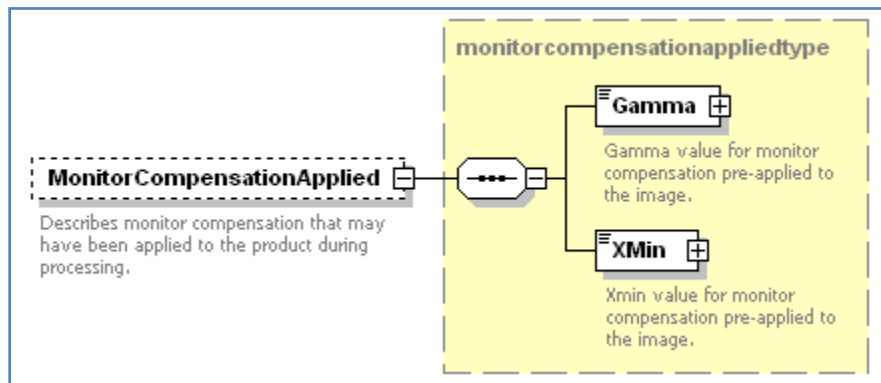 monitorcompensationappliedtype
Gamma
Gamma value for monitor
compensation pre-applied to
the image.
MonitorCompensationApplied
Describes monitor compensation that may
have been applied to the product during
processing.
XMin
Xmin value for monitor
compensation pre-applied to
the image.